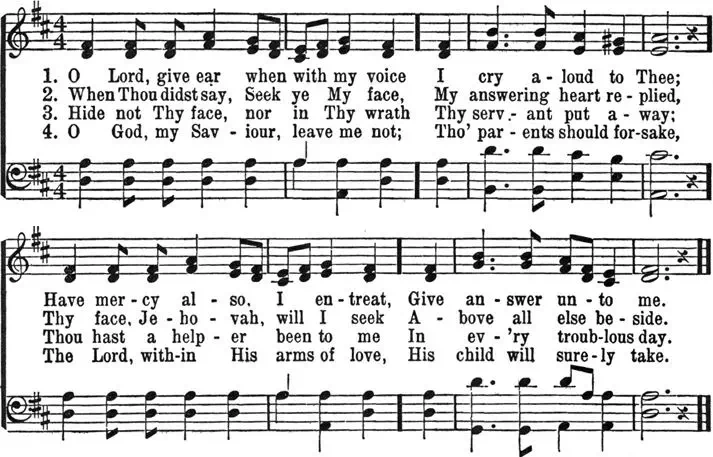 4
4
1. O Lord, give ear when with my voice I cry a - loud to Thee;
2. When Thou didst say, Seek ye My face, My answering heart re - plied,
3. Hide not Thy face, nor in Thy wrath Thy serv - ant put a - way;
4. O God, my Sav - iour, leave me not; Tho' par - ents should for - sake,
4
4
Have mer - cy al - so, I en - treat, Give an - swer un - to me.
Thy face, Je - ho - vah, will I seek A - bove all else be - side.
Thou hast a help - er been to me In ev - 'ry troub - lous day.
The Lord, with - in His arms of love, His child will sure - ly take.